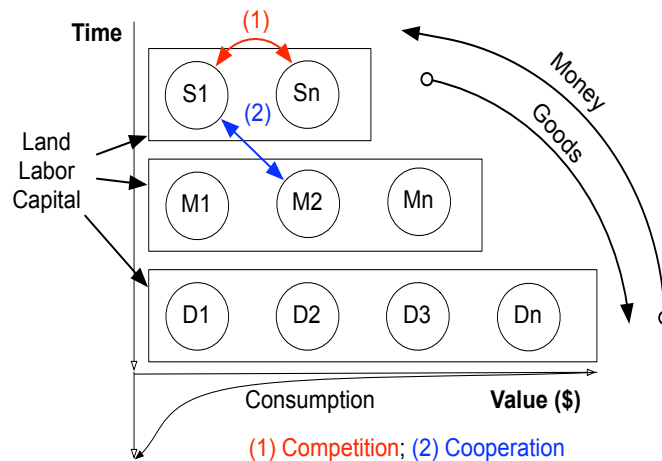 Time
(1)
S1
Sn
(2)
Money
Goods
Land
Labor
Capital
M1
M2
Mn
D1
D2
D3
Dn
Consumption
Value ($)
(1) Competition; (2) Cooperation